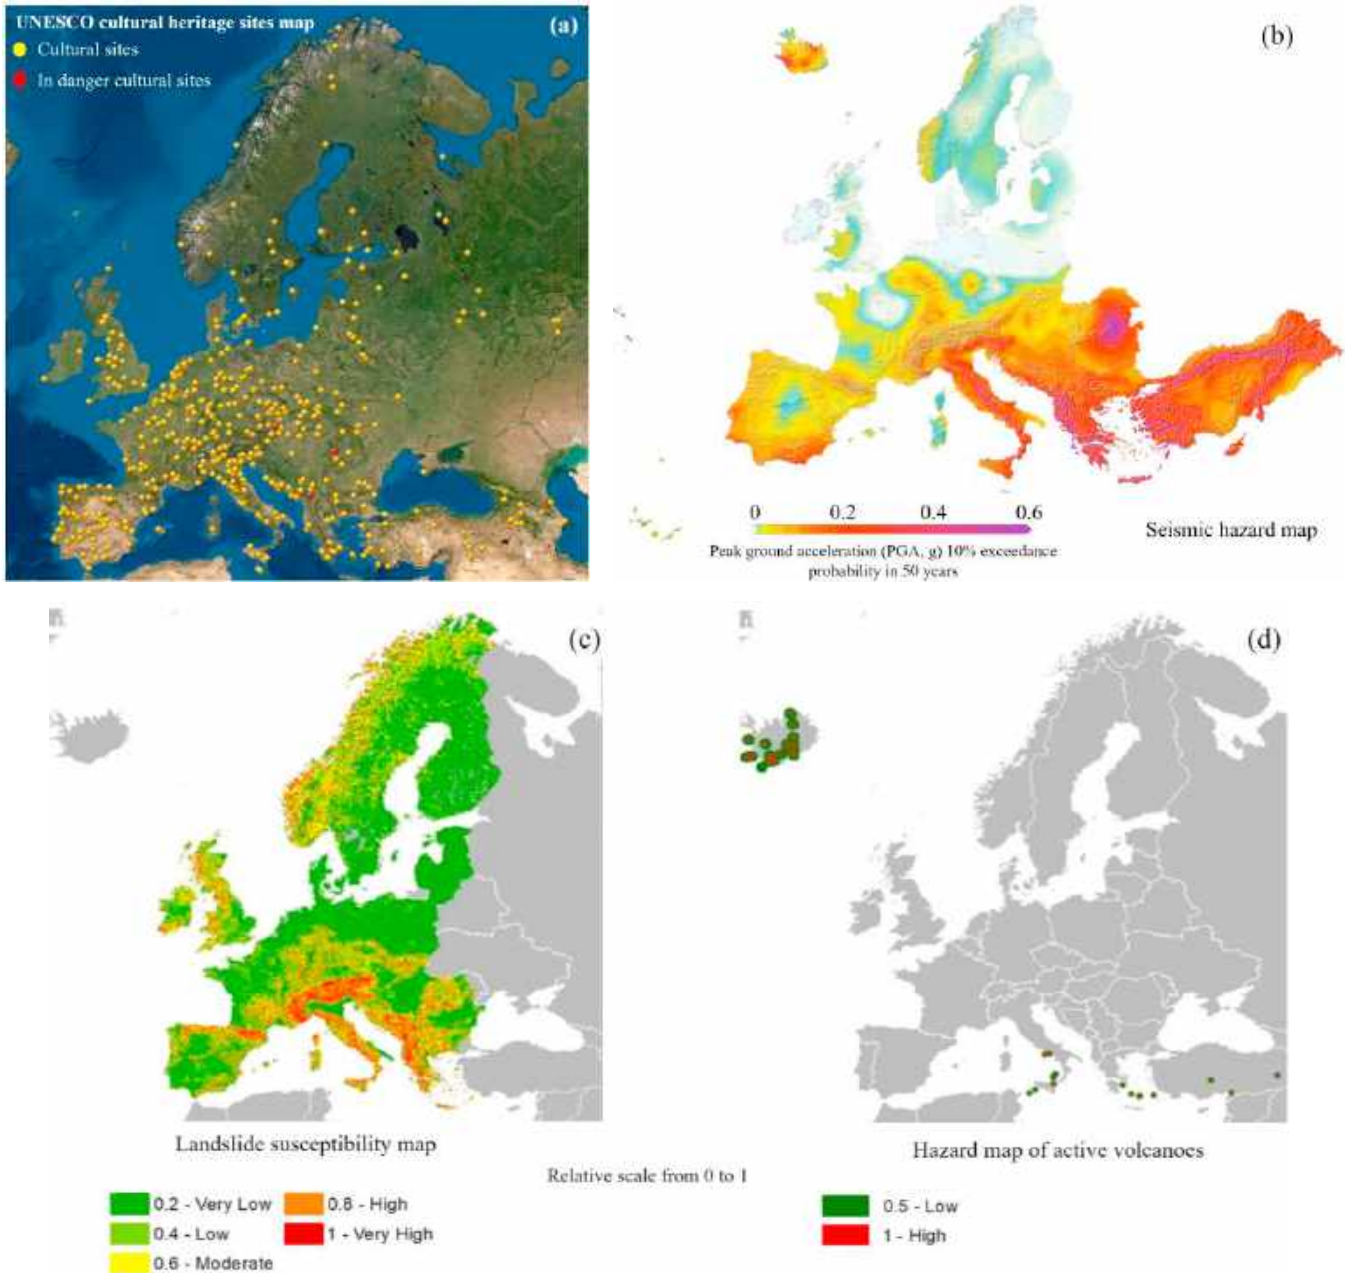 UNESCO cultural heritage sites map
(a)
Cultural sites
In danger cultural sites
(b)
0 0.2 0.4 0.6
Peak ground acceleration (PGA, g) 10% exceedance
probability in 50 years
Seismic hazard map
(c)
(d)
Landslide susceptibility map
Hazard map of active volcanoes
Relative scale from 0 to 1
0.2 - Very Low
0.8 - High
0.4 - Low
1 - Very High
0.6 - Moderate
0.5 - Low
1 - High